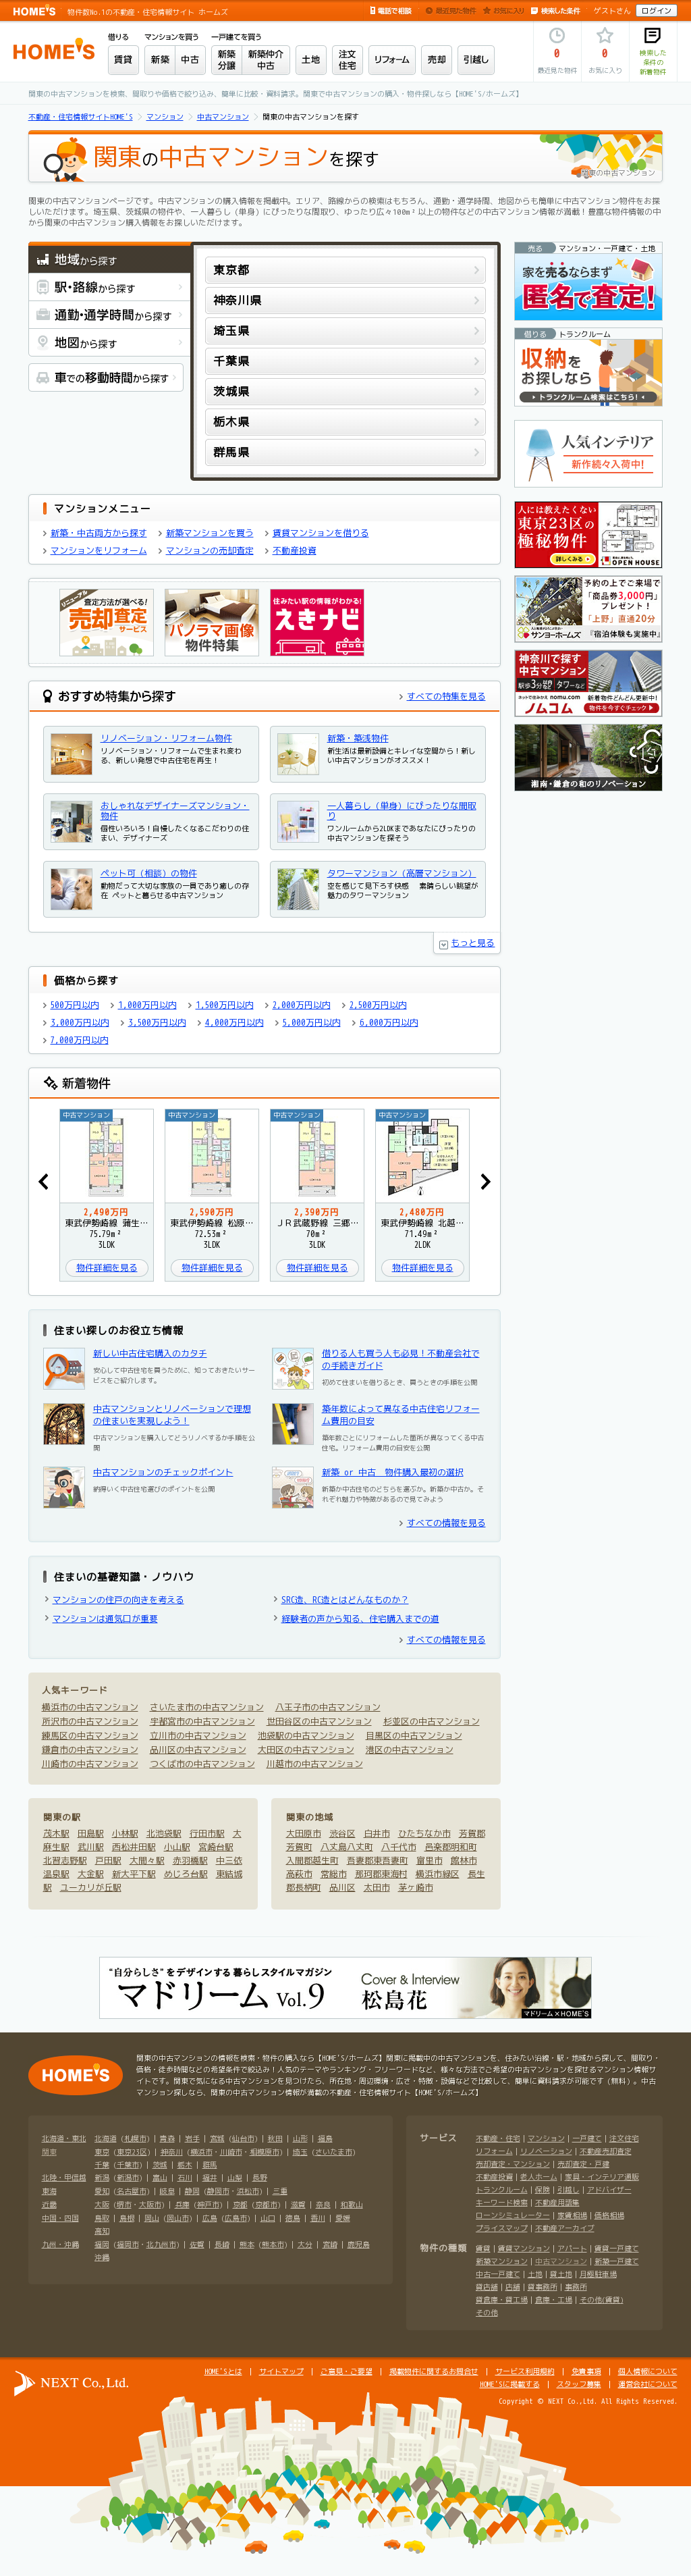 HOME'S 物件数No.1の不動産・住宅情報サイト ホームズ
電話で相談 最近見た物件 お気に入り 検索した条件 ゲストさん ログイン
HOME'S
借りる マンションを買う 一戸建てを買う
賃貸 新築 中古 新築分譲 新築仲介中古 土地 注文住宅 リフォーム 売却 引越し
0 最近見た物件
0 お気に入り
検索した条件の新着物件
関東の中古マンションを検索、間取りや価格で絞り込み、簡単に比較・資料請求。関東で中古マンションの購入・物件探しなら【HOME'S/ホームズ】
不動産・住宅情報サイトHOME'S マンション 中古マンション 関東の中古マンションを探す
関東の中古マンションを探す
関東の中古マンション
関東の中古マンションページです。中古マンションの購入情報を掲載中。エリア、路線からの検索はもちろん、通勤・通学時間、地図からも簡単に中古マンション物件をお探しいただけます。埼玉県、茨城県の物件や、一人暮らし（単身）にぴったりな間取り、ゆったり広々100m²以上の物件などの中古マンション情報が満載！豊富な物件情報の中から関東の中古マンション購入情報をお探しいただけます。
地域から探す
駅・路線から探す
通勤・通学時間から探す
地図から探す
車での移動時間から探す
東京都
神奈川県
埼玉県
千葉県
茨城県
栃木県
群馬県
売る マンション・一戸建て・土地
家を売るならまず
匿名で査定!
借りる トランクルーム
収納をお探しなら
トランクルーム検索はこちら!
人気インテリア
新作続々入荷中!
人には教えたくない
東京23区の極秘物件
詳しくみる
OPEN HOUSE
予約の上でご来場で
「商品券3,000円」プレゼント！
「上野」直通20分
サンヨーホームズ 『宿泊体験も実施中』
神奈川で探す中古マンション
駅歩3分 タワーなど
ネットで住みかえ nomu.com 新着物件どんどん更新中!
ノムコム 物件を今すぐチェック
湘南・鎌倉の和のリノベーション
マンションメニュー
新築・中古両方から探す 新築マンションを買う 賃貸マンションを借りる
マンションをリフォーム マンションの売却査定 不動産投資
リニューアル 査定方法が選べる! 売却査定サービス
パノラマ画像物件特集
住みたい駅の情報がわかる! えきナビ
おすすめ特集から探す すべての特集を見る
リノベーション・リフォーム物件
リノベーション・リフォームで生まれ変わる、新しい発想で中古住宅を再生！
新築・築浅物件
新生活は最新設備とキレイな空間から！新しい中古マンションがオススメ！
おしゃれなデザイナーズマンション・物件
個性いろいろ！自慢したくなるこだわりの住まい、デザイナーズ
一人暮らし（単身）にぴったりな間取り
ワンルームから2LDKまであなたにぴったりの中古マンションを探そう
ペット可（相談）の物件
動物だって大切な家族の一員であり癒しの存在 ペットと暮らせる中古マンション
タワーマンション（高層マンション）
空を感じて見下ろす快感 素晴らしい眺望が魅力のタワーマンション
もっと見る
価格から探す
500万円以内 1,000万円以内 1,500万円以内 2,000万円以内 2,500万円以内
3,000万円以内 3,500万円以内 4,000万円以内 5,000万円以内 6,000万円以内
7,000万円以内
新着物件
中古マンション 中古マンション 中古マンション 中古マンション
2,490万円 2,590万円 2,390万円 2,480万円
東武伊勢崎線 蒲生… 東武伊勢崎線 松原… ＪＲ武蔵野線 三郷… 東武伊勢崎線 北越…
75.79m² 72.53m² 70m² 71.49m²
3LDK 3LDK 3LDK 2LDK
物件詳細を見る 物件詳細を見る 物件詳細を見る 物件詳細を見る
住まい探しのお役立ち情報
新しい中古住宅購入のカタチ
安心して中古住宅を買うために、知っておきたいサービスをご紹介します。
借りる人も買う人も必見！不動産会社での手続きガイド
初めて住まいを借りるとき、買うときの手順を公開
中古マンションとリノベーションで理想の住まいを実現しよう！
中古マンションを購入してどうリノベするか手順を公開
築年数によって異なる中古住宅リフォーム費用の目安
築年数ごとにリフォームした箇所が異なってくる中古住宅。リフォーム費用の目安を公開
中古マンションのチェックポイント
納得いく中古住宅選びのポイントを公開
新築 or 中古 物件購入最初の選択
新築か中古住宅のどちらを選ぶか。新築か中古か。それぞれ魅力や特徴があるので見てみよう
すべての情報を見る
住まいの基礎知識・ノウハウ
マンションの住戸の向きを考える SRC造、RC造とはどんなものか？
マンションは通気口が重要 経験者の声から知る、住宅購入までの道
すべての情報を見る
人気キーワード
横浜市の中古マンション さいたま市の中古マンション 八王子市の中古マンション
所沢市の中古マンション 宇都宮市の中古マンション 世田谷区の中古マンション 杉並区の中古マンション
練馬区の中古マンション 立川市の中古マンション 池袋駅の中古マンション 目黒区の中古マンション
鎌倉市の中古マンション 品川区の中古マンション 大田区の中古マンション 港区の中古マンション
川崎市の中古マンション つくば市の中古マンション 川越市の中古マンション
関東の駅
茂木駅 田島駅 小林駅 北池袋駅 行田市駅 大麻生駅 武川駅 西松井田駅 小山駅 宮崎台駅 北習志野駅 戸田駅 大間々駅 赤羽橋駅 中三依温泉駅 大金駅 新大平下駅 めじろ台駅 東結城駅 ユーカリが丘駅
関東の地域
大田原市 渋谷区 白井市 ひたちなか市 芳賀郡芳賀町 八丈島八丈町 八千代市 邑楽郡明和町 入間郡越生町 吾妻郡東吾妻町 富里市 館林市 高萩市 常総市 那珂郡東海村 横浜市緑区 長生郡長柄町 品川区 太田市 茅ヶ崎市
"自分らしさ"をデザインする暮らしスタイルマガジン
マドリーム Vol.9
Cover & Interview 松島花
マドリーム×HOME'S
HOME'S
関東の中古マンションの情報を検索・物件の購入なら【HOME'S/ホームズ】関東に掲載中の中古マンションを、住みたい沿線・駅・地域から探して、間取り・価格・徒歩時間などの希望条件で絞込み！人気のテーマやランキング・フリーワードなど、様々な方法でご希望の中古マンションを探せるマンション情報サイトです。関東で気になる中古マンションを見つけたら、所在地・周辺環境・広さ・特徴・設備などで比較して、簡単に資料請求が可能です（無料）。中古マンション探しなら、関東の中古マンション情報が満載の不動産・住宅情報サイト【HOME'S/ホームズ】
北海道・東北 北海道（札幌市）| 青森 | 岩手 | 宮城（仙台市）| 秋田 | 山形 | 福島
関東 東京（東京23区）| 神奈川（横浜市・川崎市・相模原市）| 埼玉（さいたま市）
千葉（千葉市）| 茨城 | 栃木 | 群馬
北陸・甲信越 新潟（新潟市）| 富山 | 石川 | 福井 | 山梨 | 長野
東海 愛知（名古屋市）| 岐阜 | 静岡（静岡市・浜松市）| 三重
近畿 大阪（堺市・大阪市）| 兵庫（神戸市）| 京都（京都市）| 滋賀 | 奈良 | 和歌山
中国・四国 鳥取 | 島根 | 岡山（岡山市）| 広島（広島市）| 山口 | 徳島 | 香川 | 愛媛
高知
九州・沖縄 福岡（福岡市・北九州市）| 佐賀 | 長崎 | 熊本（熊本市）| 大分 | 宮崎 | 鹿児島
沖縄
サービス 不動産・住宅 | マンション | 一戸建て | 注文住宅
リフォーム | リノベーション | 不動産売却査定
売却査定・マンション | 売却査定・戸建
不動産投資 | 老人ホーム | 家具・インテリア通販
トランクルーム | 保険 | 引越し | アドバイザー
キーワード検索 | 不動産用語集
ローンシミュレーター | 家賃相場 | 価格相場
プライスマップ | 不動産アーカイブ
物件の種類 賃貸 | 賃貸マンション | アパート | 賃貸一戸建て
新築マンション | 中古マンション | 新築一戸建て
中古一戸建て | 土地 | 貸土地 | 月極駐車場
貸店舗 | 店舗 | 貸事務所 | 事務所
貸倉庫・貸工場 | 倉庫・工場 | その他(賃貸)
その他
NEXT Co.,Ltd.
HOME'Sとは | サイトマップ | ご意見・ご要望 | 掲載物件に関するお問合せ | サービス利用規約 | 免責事項 | 個人情報について
HOME'Sに掲載する | スタッフ募集 | 運営会社について
Copyright © NEXT Co.,Ltd. All Rights Reserved.